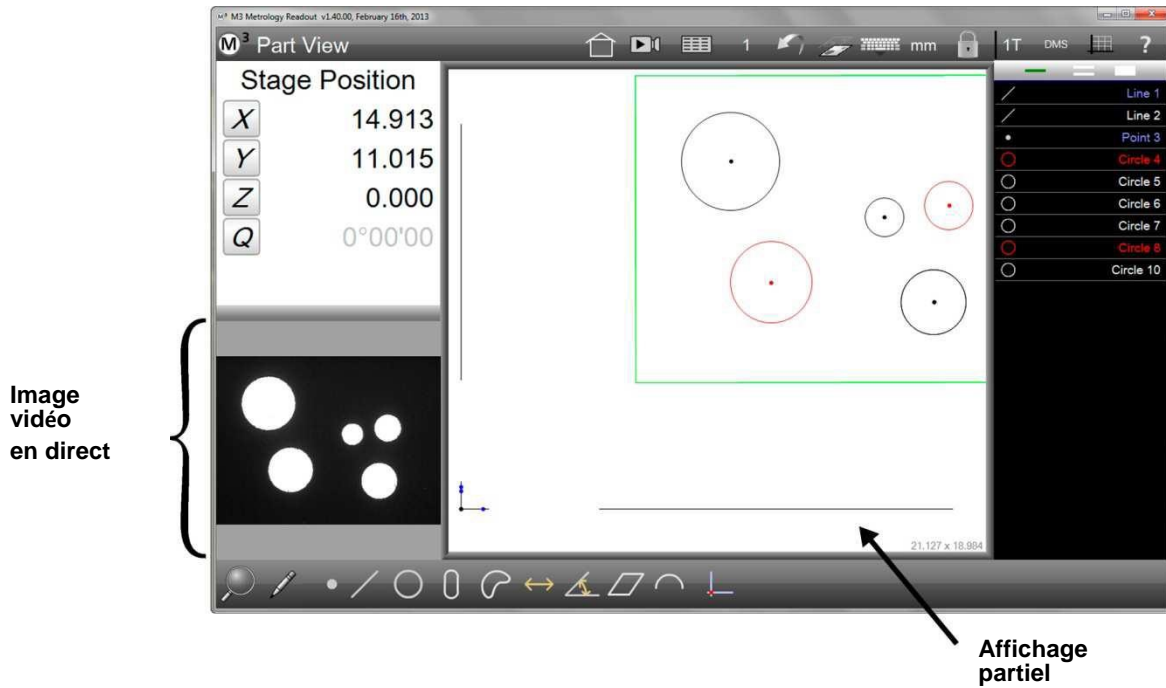 M3 Metrology Readout v1.40.00, February 16th, 2013
M3 Part View
1
mm
1T
DMS
?
Stage Position
X 14.913
Y 11.015
Z 0.000
Q 0°00'00
Line 1
Line 2
Point 3
Circle 4
Circle 5
Circle 6
Circle 7
Circle 8
Circle 10
21.127 x 18.984
Image
vidéo
en direct
Affichage
partiel